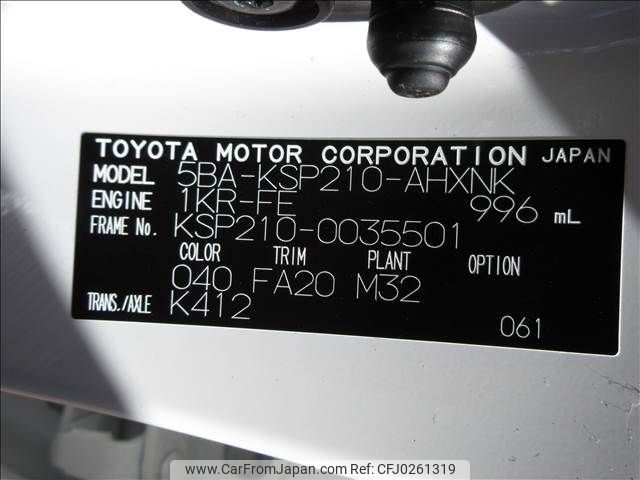 TOYOTA MOTOR CORPORATION JAPAN
MODEL 5BA-KSP210-AHXNK
ENGINE 1KR-FE 996 mL
FRAME No. KSP210-0035501
COLOR TRIM PLANT OPTION
040 FA20 M32
TRANS./AXLE K412
061
www.CarFromJapan.com | Ref.No: CFJ0261319